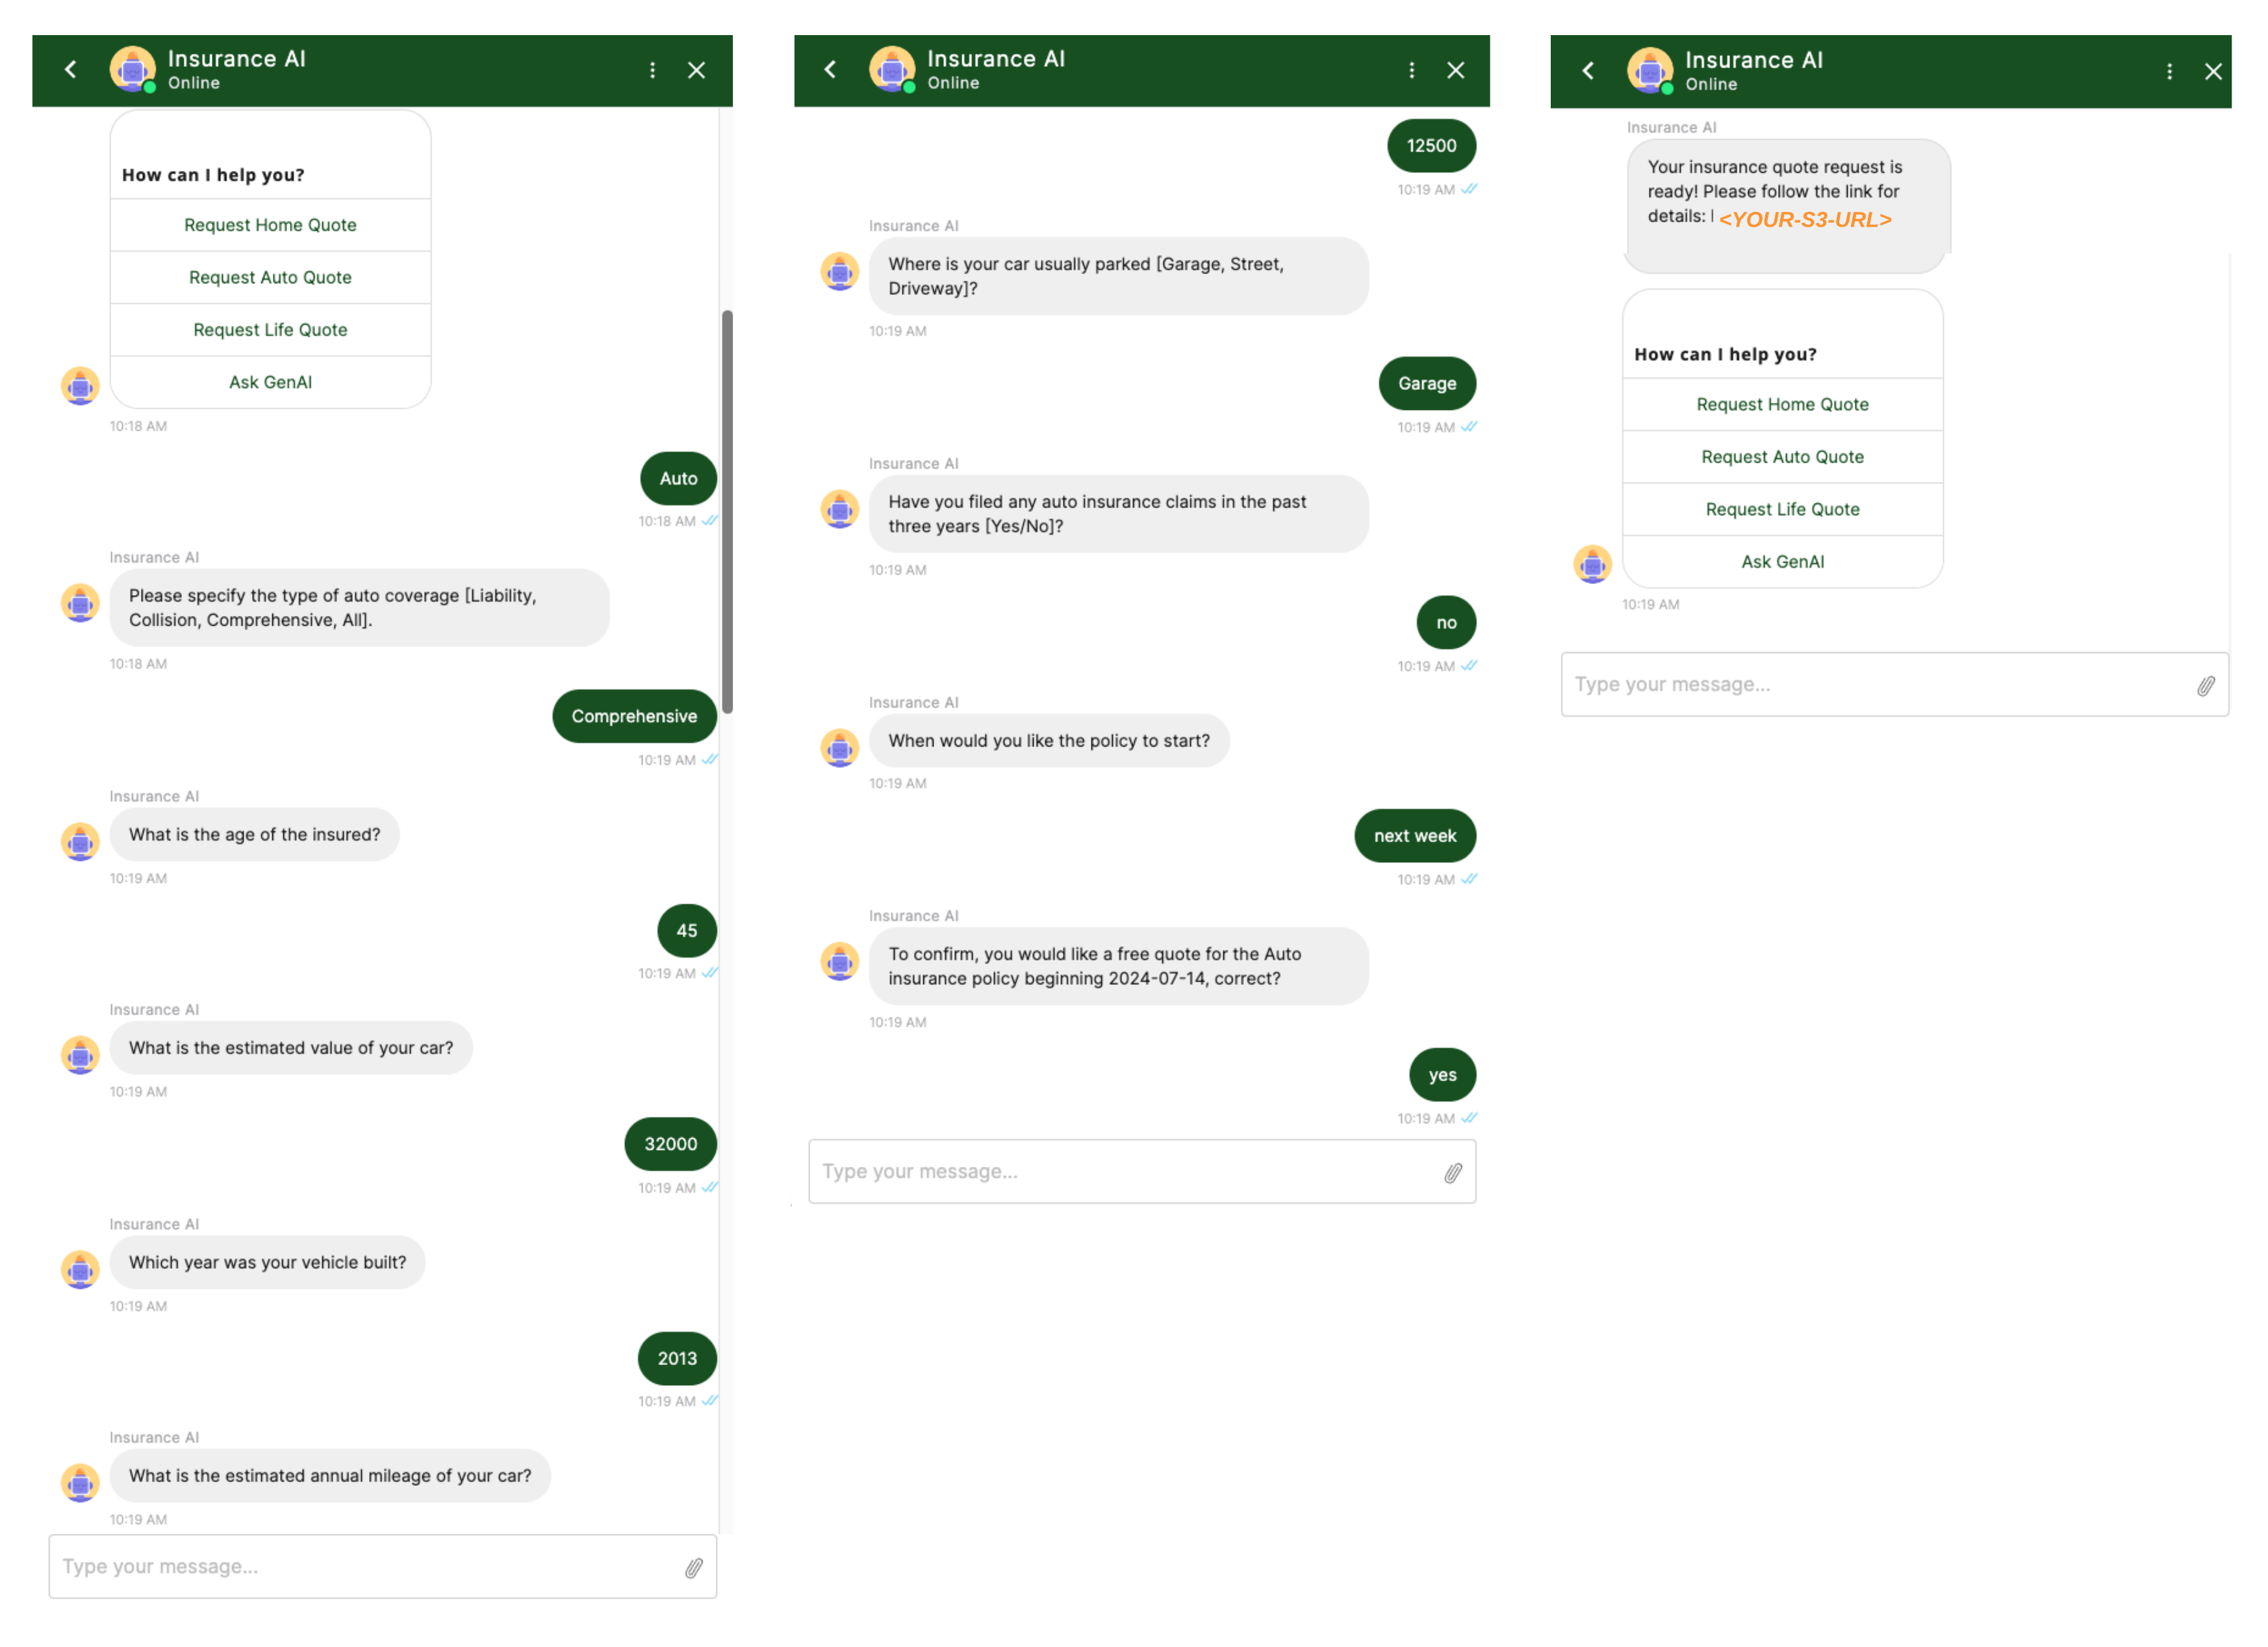 Insurance AI
Online
How can I help you?
Request Home Quote
Request Auto Quote
Request Life Quote
Ask GenAI
10:18 AM
Auto
10:18 AM
Insurance AI
Please specify the type of auto coverage [Liability,
Collision, Comprehensive, All].
10:18 AM
Comprehensive
10:19 AM
Insurance AI
What is the age of the insured?
10:19 AM
45
10:19 AM
Insurance AI
What is the estimated value of your car?
10:19 AM
32000
10:19 AM
Insurance AI
Which year was your vehicle built?
10:19 AM
2013
10:19 AM
Insurance AI
What is the estimated annual mileage of your car?
10:19 AM
Type your message...
Insurance AI
Online
12500
10:19 AM
Insurance AI
Where is your car usually parked [Garage, Street,
Driveway]?
10:19 AM
Garage
10:19 AM
Insurance AI
Have you filed any auto insurance claims in the past
three years [Yes/No]?
10:19 AM
no
10:19 AM
Insurance AI
When would you like the policy to start?
10:19 AM
next week
10:19 AM
Insurance AI
To confirm, you would like a free quote for the Auto
insurance policy beginning 2024-07-14, correct?
10:19 AM
yes
10:19 AM
Type your message...
Insurance AI
Online
Insurance AI
Your insurance quote request is
ready! Please follow the link for
details: <YOUR-S3-URL>
How can I help you?
Request Home Quote
Request Auto Quote
Request Life Quote
Ask GenAI
10:19 AM
Type your message...